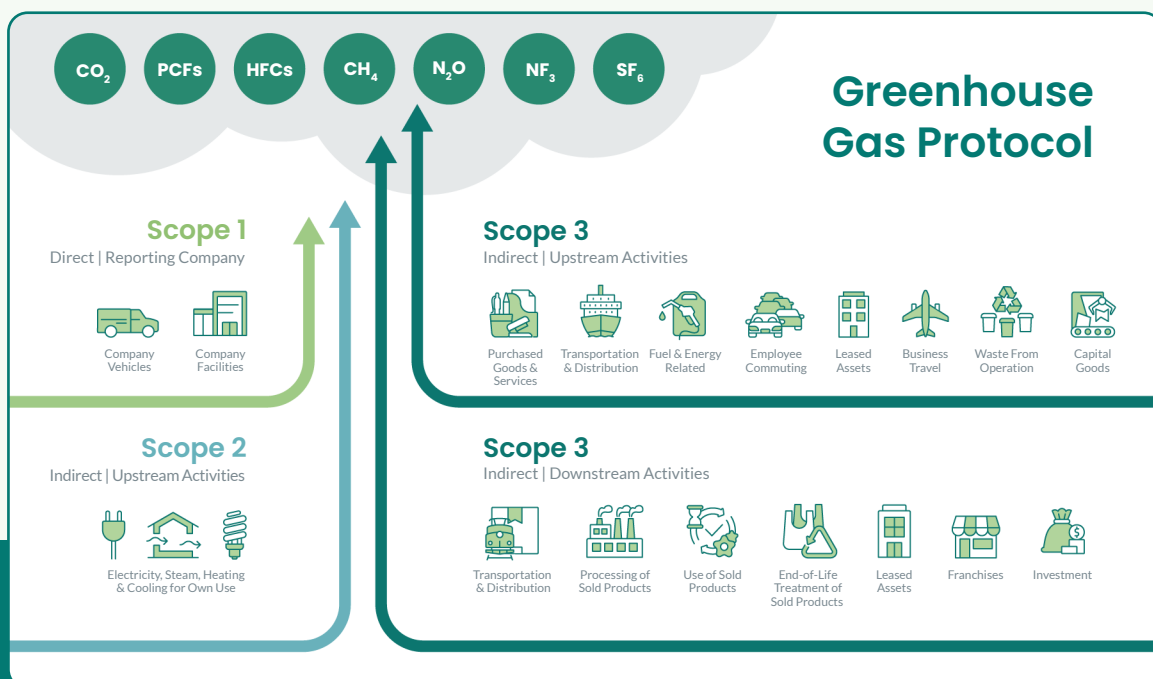 CO2
PCFs
HFCs
CH4
N2O
NF3
SF6
Greenhouse
Gas Protocol
Scope 1
Direct | Reporting Company
Company
Vehicles
Company
Facilities
Scope 3
Indirect | Upstream Activities
Purchased
Goods &
Services
Transportation
& Distribution
Fuel & Energy
Related
Employee
Commuting
Leased
Assets
Business
Travel
Waste From
Operation
Capital
Goods
Scope 2
Indirect | Upstream Activities
Electricity, Steam, Heating
& Cooling for Own Use
Scope 3
Indirect | Downstream Activities
Transportation
& Distribution
Processing of
Sold Products
Use of Sold
Products
End-of-Life
Treatment of
Sold Products
Leased
Assets
Franchises
$
Investment